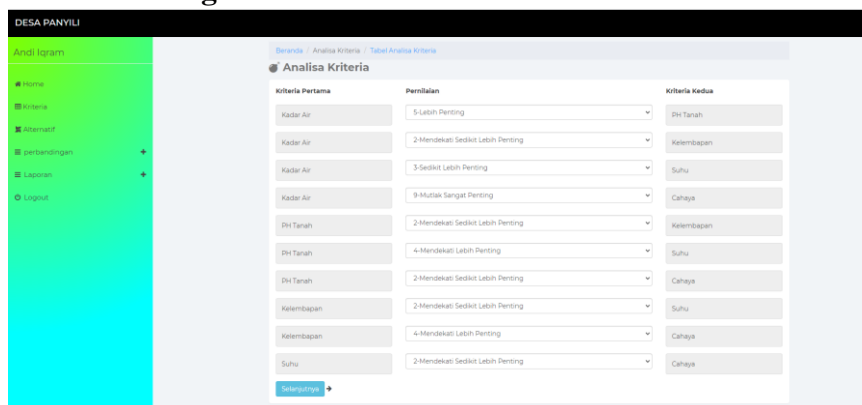 DESA PANYILI
Andi Iqram
Home
Kriteria
Alternatif
perbandingan
Laporan
Logout
Beranda / Analisa Kriteria / Tabel Analisa Kriteria
Analisa Kriteria
Kriteria Pertama Pernilaian Kriteria Kedua
Kadar Air 5-Lebih Penting PH Tanah
Kadar Air 2-Mendekati Sedikit Lebih Penting Kelembapan
Kadar Air 3-Sedikit Lebih Penting Suhu
Kadar Air 9-Mutlak Sangat Penting Cahaya
PH Tanah 2-Mendekati Sedikit Lebih Penting Kelembapan
PH Tanah 4-Mendekati Lebih Penting Suhu
PH Tanah 2-Mendekati Sedikit Lebih Penting Cahaya
Kelembapan 2-Mendekati Sedikit Lebih Penting Suhu
Kelembapan 4-Mendekati Lebih Penting Cahaya
Suhu 2-Mendekati Sedikit Lebih Penting Cahaya
Selanjutnya